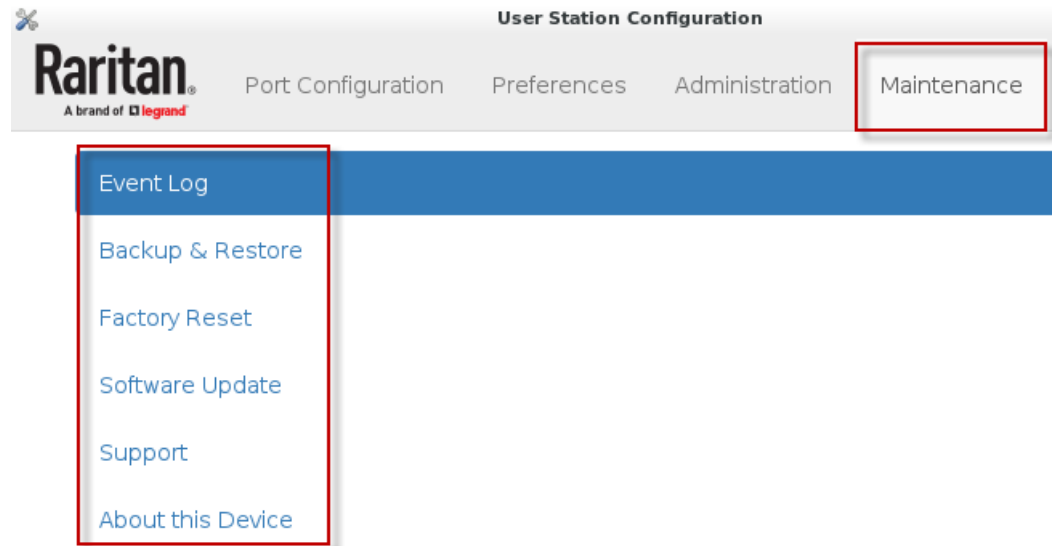 User Station Configuration
Raritan®
A brand of legrand
Port Configuration Preferences Administration Maintenance
Event Log
Backup & Restore
Factory Reset
Software Update
Support
About this Device